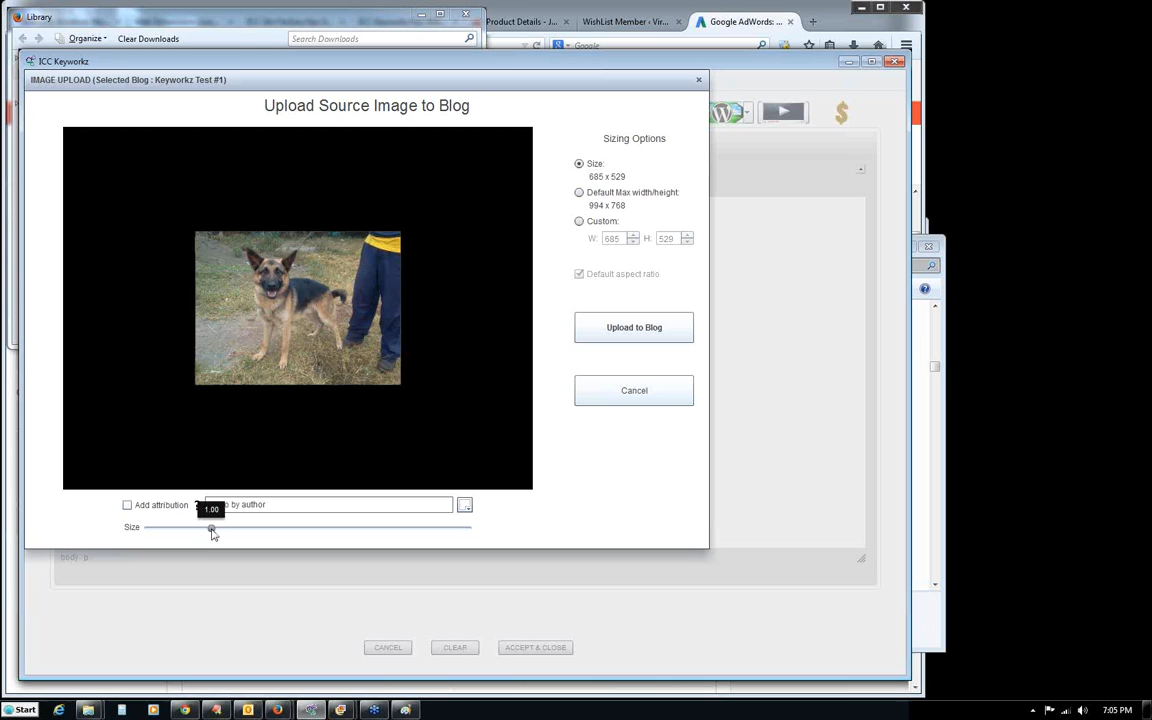 Library
Product Details - J...
WishList Member - Vir...
Google AdWords: ...
Organize
Clear Downloads
Search Downloads
Google
ICC Keyworkz
IMAGE UPLOAD (Selected Blog : Keyworkz Test #1)
Upload Source Image to Blog
Sizing Options
Size:
685 x 529
Default Max width/height:
994 x 768
Custom:
W: 685 H: 529
Default aspect ratio
Upload to Blog
Cancel
Add attribution ? by author
1.00
Size
body p
CANCEL
CLEAR
ACCEPT & CLOSE
Start
7:05 PM